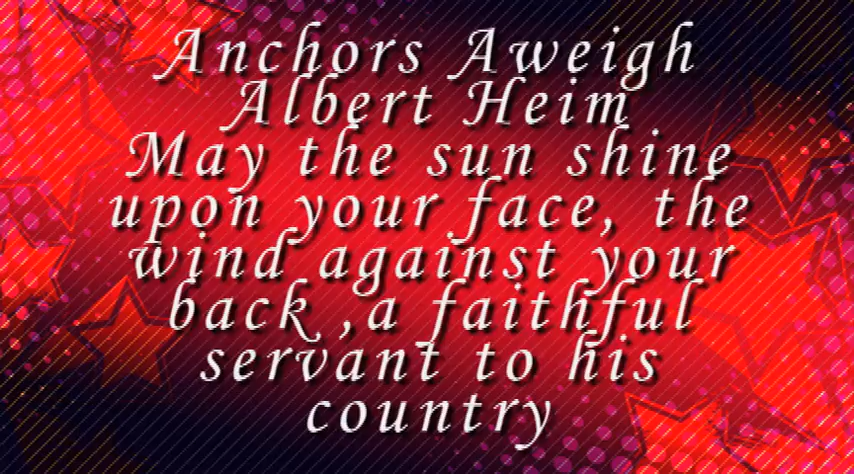 Anchors Aweigh
Albert Heim
May the sun shine
upon your face, the
wind against your
back ,a faithful
servant to his
country